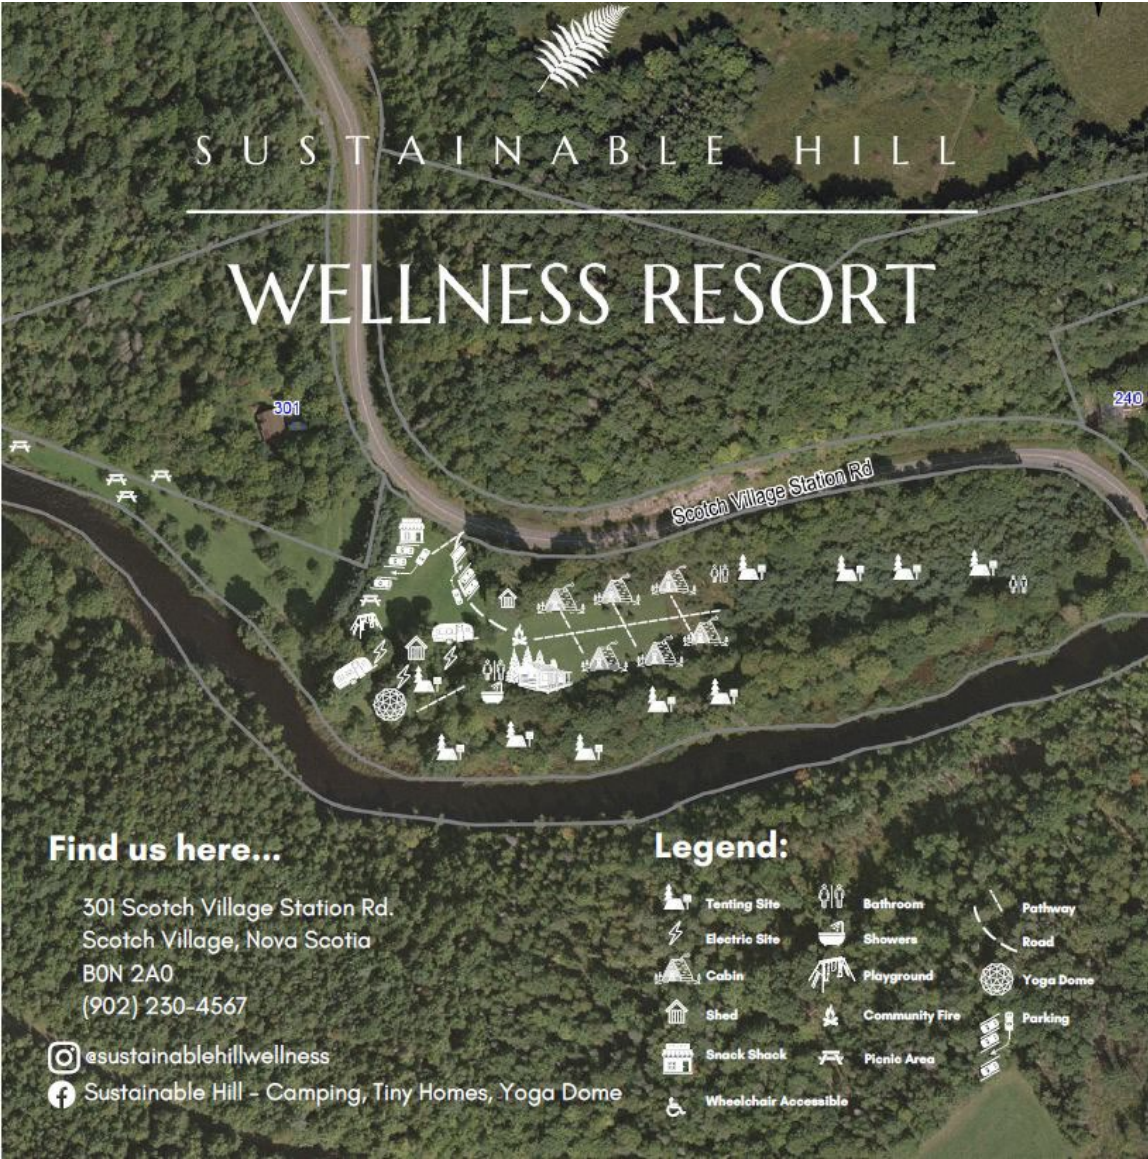 SUSTAINABLE HILL
WELLNESS RESORT
301
240
Scotch Village Station Rd
Find us here...
301 Scotch Village Station Rd.
Scotch Village, Nova Scotia
B0N 2A0
(902) 230-4567
@sustainablehillwellness
Sustainable Hill - Camping, Tiny Homes, Yoga Dome
Legend:
Tenting Site
Electric Site
Cabin
Shed
Snack Shack
Wheelchair Accessible
Bathroom
Showers
Playground
Community Fire
Picnic Area
Pathway
Road
Yoga Dome
Parking